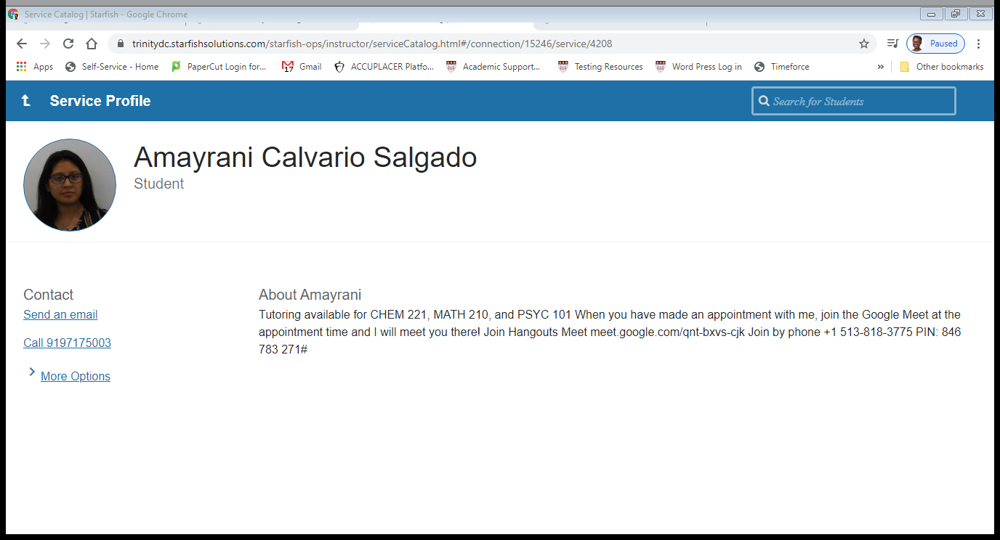 Service Catalog | Starfish - Google Chrome
trinitydc.starfishsolutions.com/starfish-ops/instructor/serviceCatalog.html#/connection/15246/service/4208
Paused
Apps Self-Service - Home PaperCut Login for... 17 Gmail ACCUPLACER Platfo... Academic Support... Testing Resources Word Press Log in Timeforce » Other bookmarks
Service Profile Search for Students
Amayrani Calvario Salgado
Student
Contact
Send an email
Call 9197175003
More Options
About Amayrani
Tutoring available for CHEM 221, MATH 210, and PSYC 101 When you have made an appointment with me, join the Google Meet at the
appointment time and I will meet you there! Join Hangouts Meet meet.google.com/qnt-bxvs-cjk Join by phone +1 513-818-3775 PIN: 846
783 271#